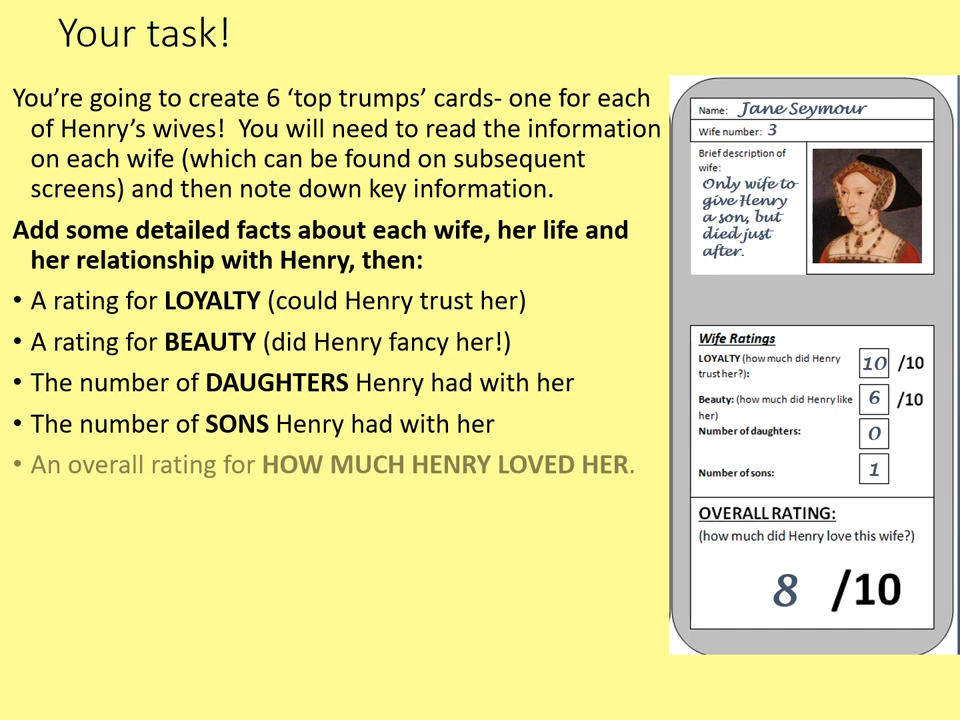 Your task!
You're going to create 6 'top trumps' cards- one for each
of Henry's wives!  You will need to read the information
on each wife (which can be found on subsequent
screens) and then note down key information.
Add some detailed facts about each wife, her life and
her relationship with Henry, then:
• A rating for LOYALTY (could Henry trust her)
• A rating for BEAUTY (did Henry fancy her!)
• The number of DAUGHTERS Henry had with her
• The number of SONS Henry had with her
• An overall rating for HOW MUCH HENRY LOVED HER.
Name: Jane Seymour
Wife number: 3
Brief description of
wife:
Only wife to
give Henry
a son, but
died just
after.
Wife Ratings
LOYALTY (how much did Henry
trust her?): 10 /10
Beauty: (how much did Henry like
her) 6 /10
Number of daughters: 0
Number of sons: 1
OVERALL RATING:
(how much did Henry love this wife?)
8 /10